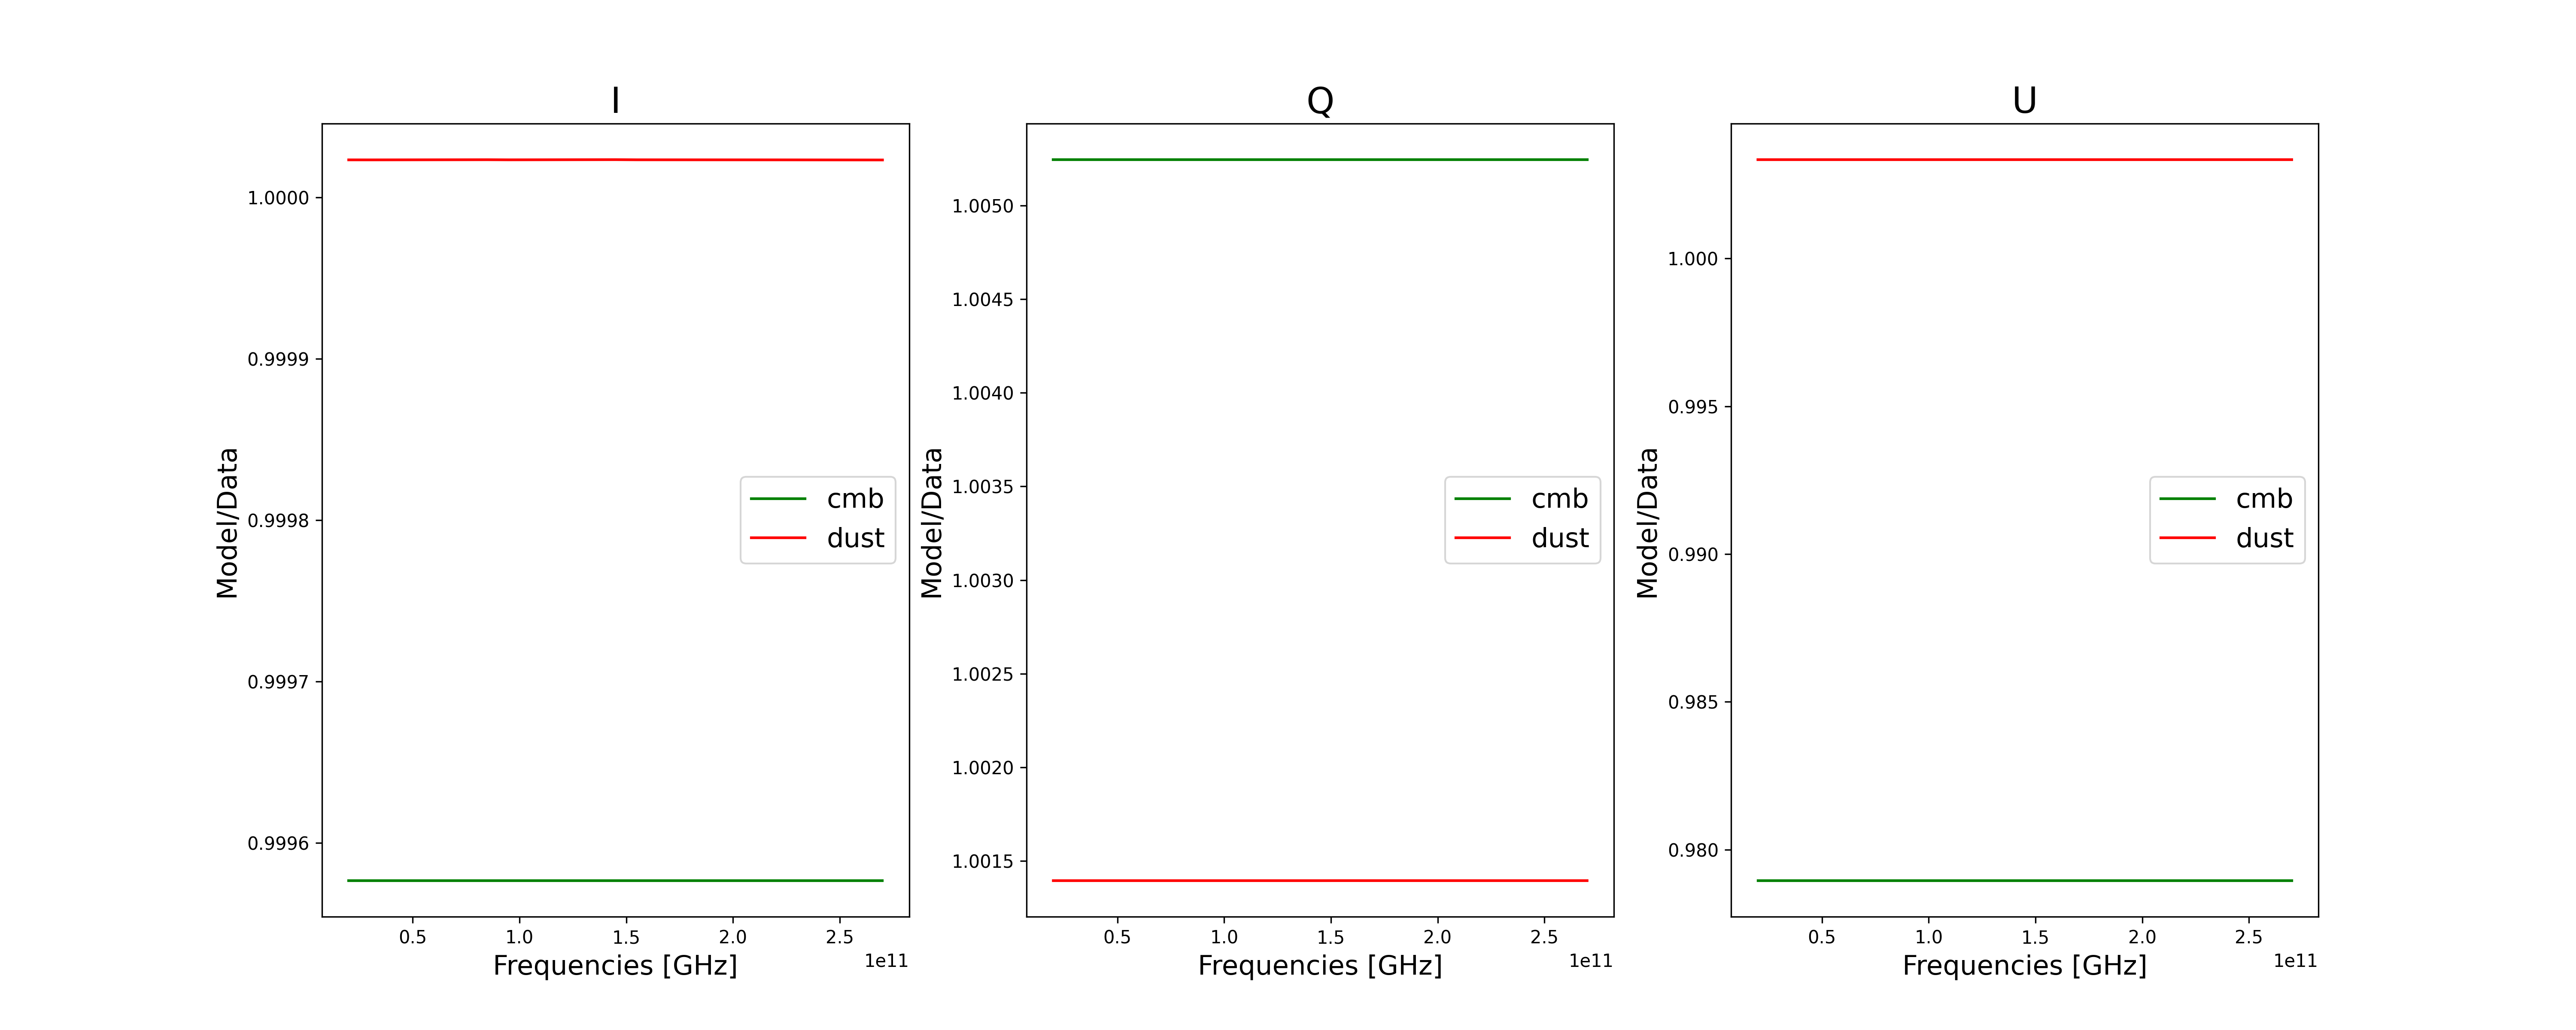 I
1.0000
0.9999
0.9998
0.9997
0.9996
Model/Data
cmb
dust
0.5 1.0 1.5 2.0 2.5
1e11
Frequencies [GHz]
Q
1.0050
1.0045
1.0040
1.0035
1.0030
1.0025
1.0020
1.0015
Model/Data
cmb
dust
0.5 1.0 1.5 2.0 2.5
1e11
Frequencies [GHz]
U
1.000
0.995
0.990
0.985
0.980
Model/Data
cmb
dust
0.5 1.0 1.5 2.0 2.5
1e11
Frequencies [GHz]